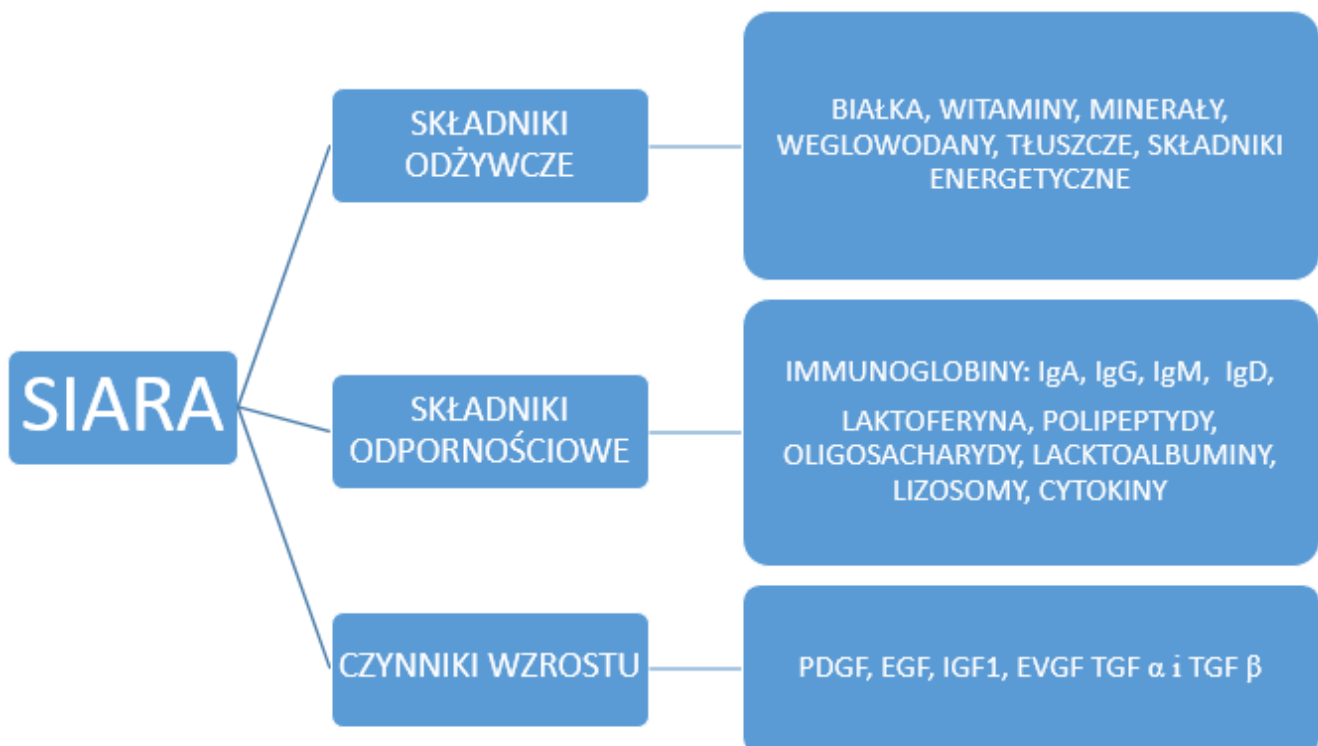 SIARA
SKŁADNIKI
ODŻYWCZE
BIAŁKA, WITAMINY, MINERAŁY,
WEGLOWODANY, TŁUSZCZE, SKŁADNIKI
ENERGETYCZNE
SKŁADNIKI
ODPORNOŚCIOWE
IMMUNOGLOBINY: IgA, IgG, IgM, IgD,
LAKTOFERYNA, POLIPEPTYDY,
OLIGOSACHARYDY, LACKTOALBUMINY,
LIZOSOMY, CYTOKINY
CZYNNIKI WZROSTU
PDGF, EGF, IGF1, EVGF TGF α i TGF β